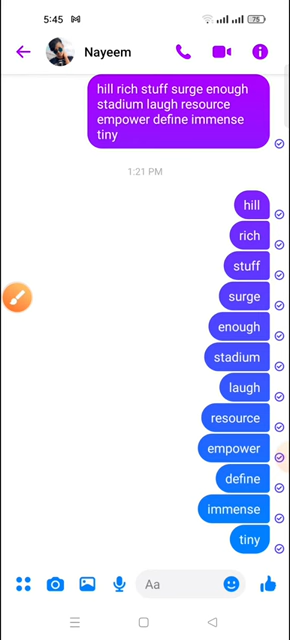 5:45
75
Nayeem
hill rich stuff surge enough
stadium laugh resource
empower define immense
tiny
1:21 PM
hill
rich
stuff
surge
enough
stadium
laugh
resource
empower
define
immense
tiny
Aa